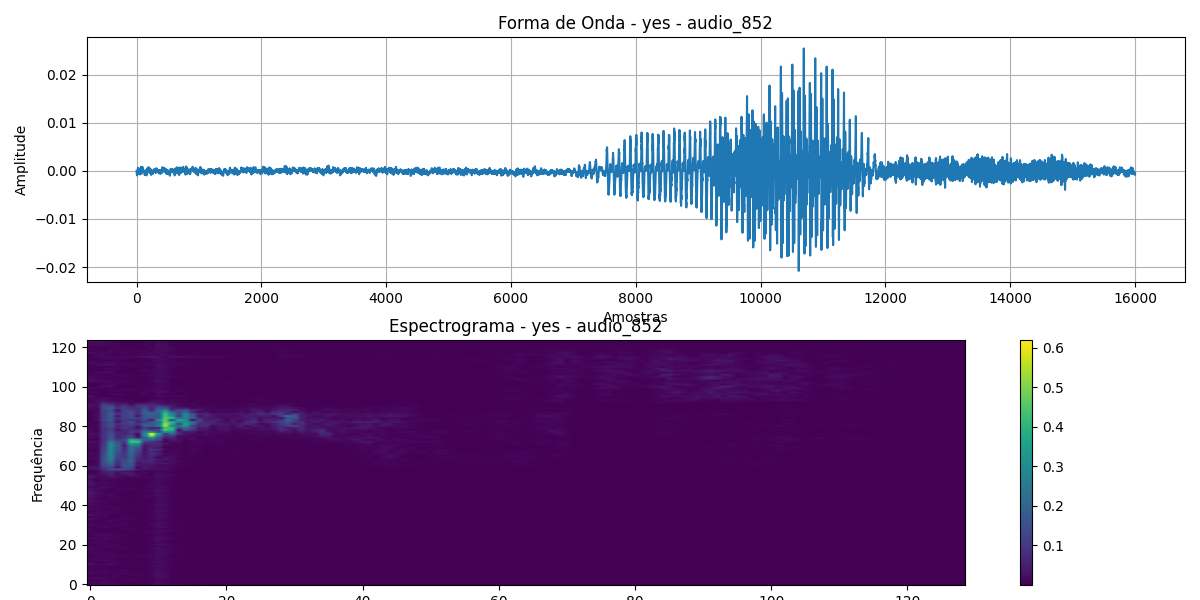 Forma de Onda - yes - audio_852
Amplitude
0.02
0.01
0.00
−0.01
−0.02
0 2000 4000 6000 8000 10000 12000 14000 16000
Amostras
Espectrograma - yes - audio_852
Frequência
120
100
80
60
40
20
0
0 20 40 60 80 100 120
0.6
0.5
0.4
0.3
0.2
0.1